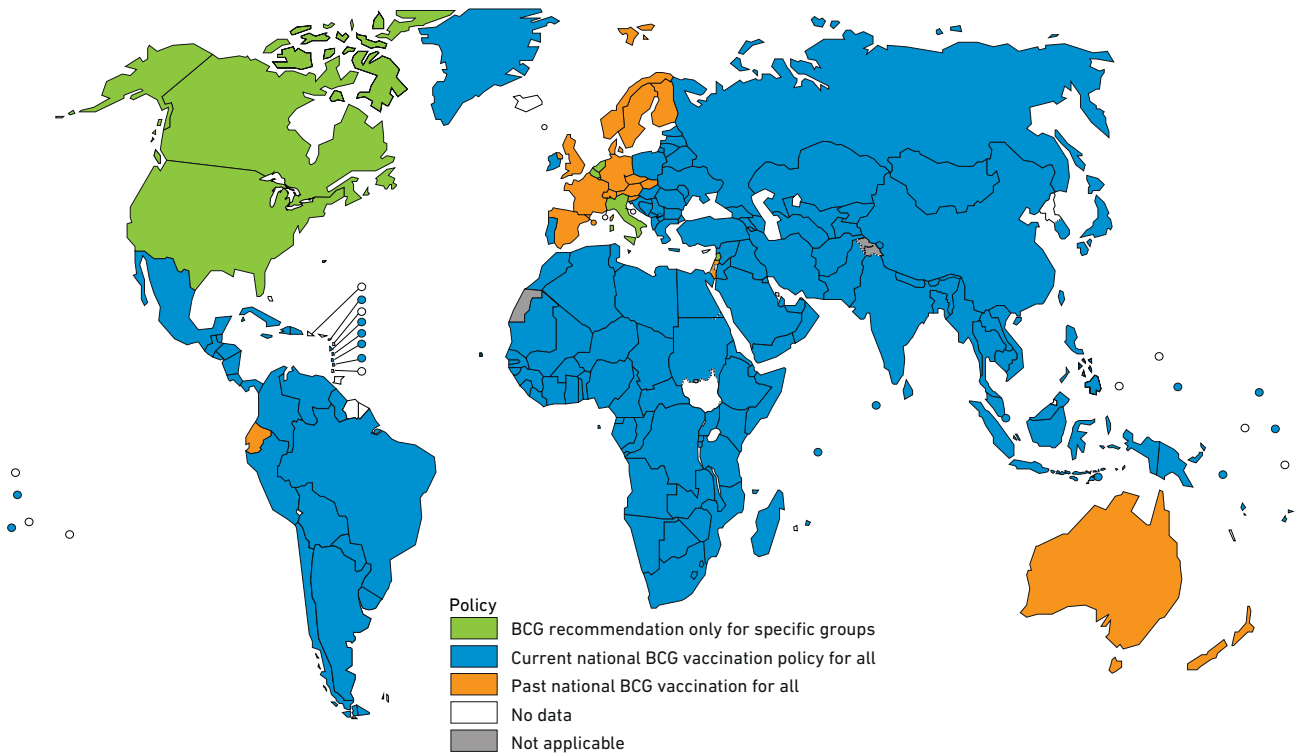 Policy
BCG recommendation only for specific groups
Current national BCG vaccination policy for all
Past national BCG vaccination for all
No data
Not applicable